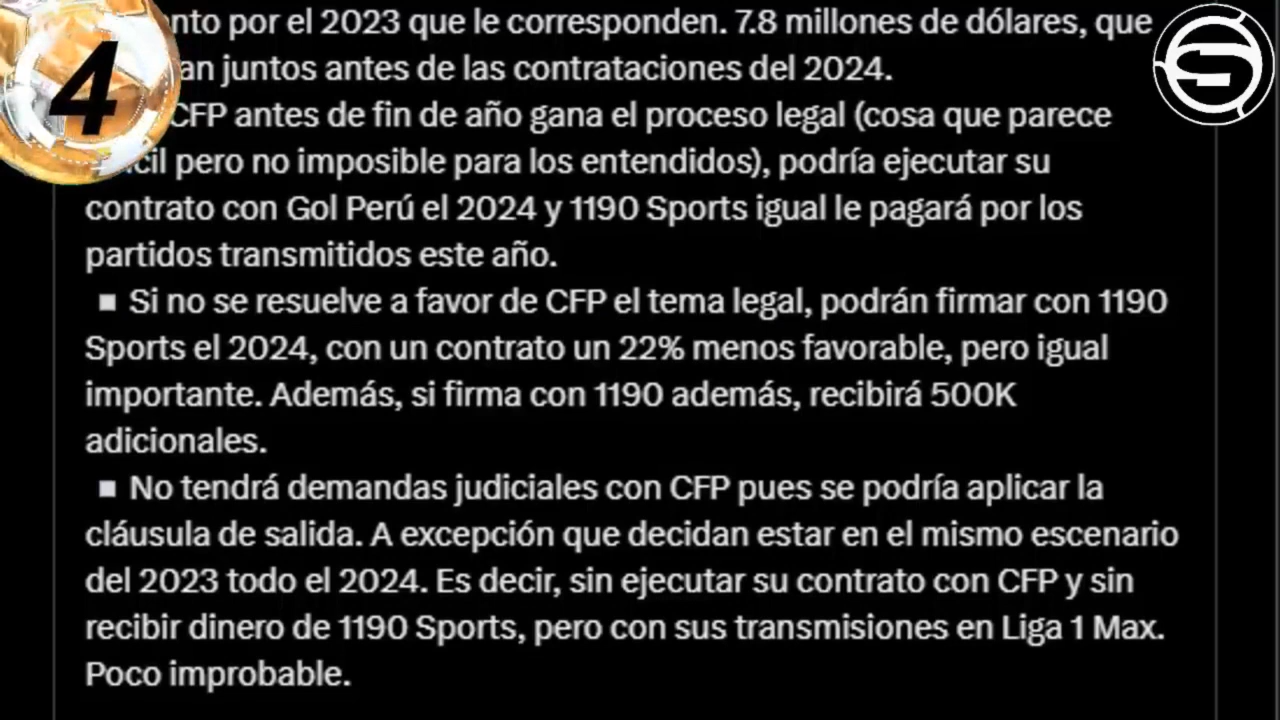 4
por el 2023 que le corresponden. 7.8 millones de dólares, que
juntos antes de las contrataciones del 2024.
CFP antes de fin de año gana el proceso legal (cosa que parece
pero no imposible para los entendidos), podría ejecutar su
contrato con Gol Perú el 2024 y 1190 Sports igual le pagará por los
partidos transmitidos este año.
▪ Si no se resuelve a favor de CFP el tema legal, podrán firmar con 1190
Sports el 2024, con un contrato un 22% menos favorable, pero igual
importante. Además, si firma con 1190 además, recibirá 500K
adicionales.
▪ No tendrá demandas judiciales con CFP pues se podría aplicar la
cláusula de salida. A excepción que decidan estar en el mismo escenario
del 2023 todo el 2024. Es decir, sin ejecutar su contrato con CFP y sin
recibir dinero de 1190 Sports, pero con sus transmisiones en Liga 1 Max.
Poco improbable.